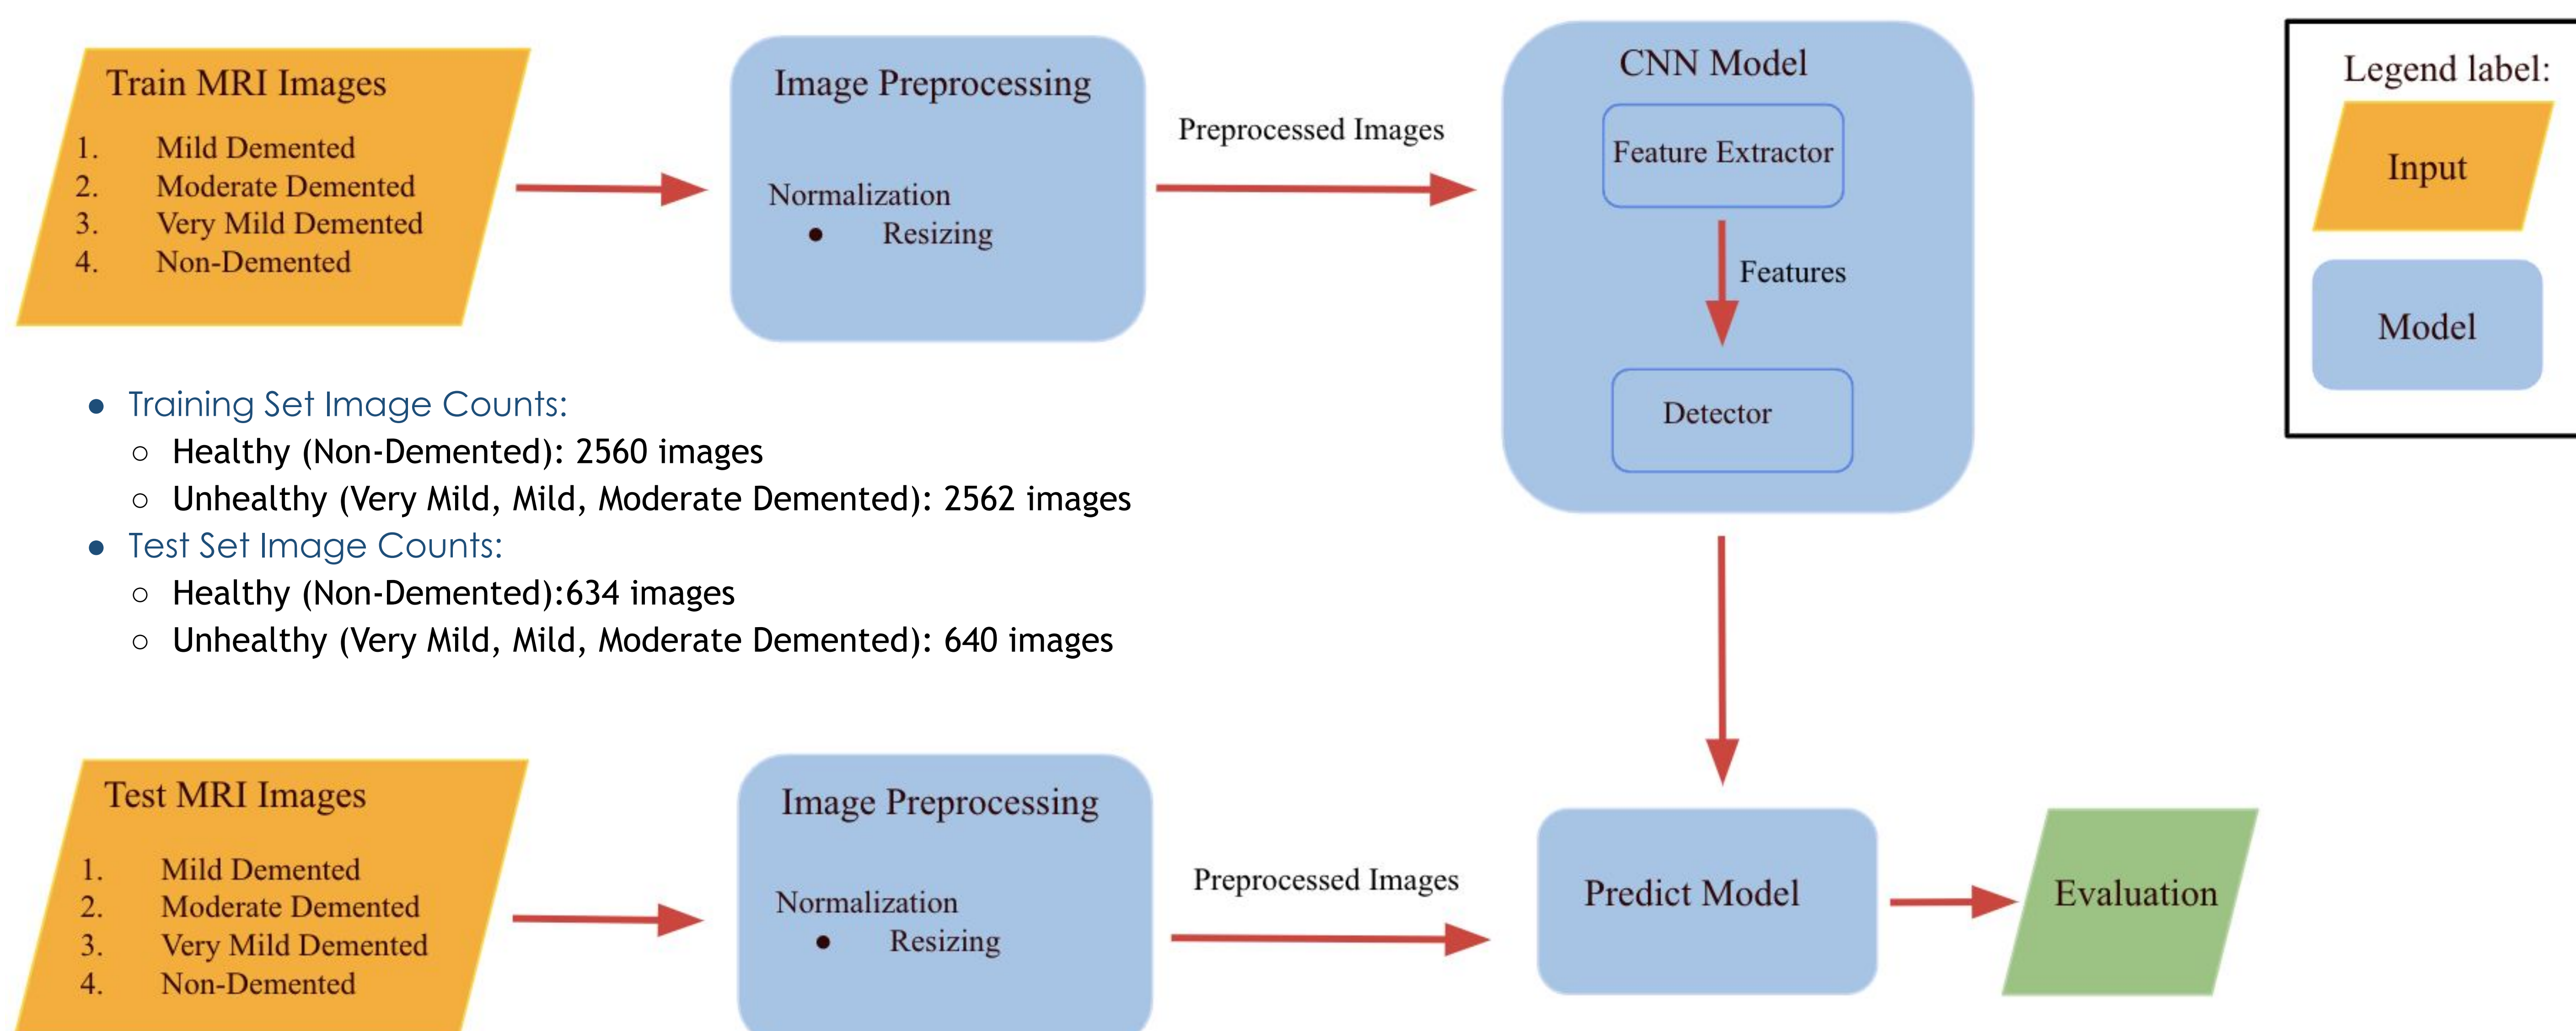 Train MRI Images
1. Mild Demented
2. Moderate Demented
3. Very Mild Demented
4. Non-Demented
Image Preprocessing
Normalization
● Resizing
Preprocessed Images
CNN Model
Feature Extractor
Features
Detector
Legend label:
Input
Model
● Training Set Image Counts:
○ Healthy (Non-Demented): 2560 images
○ Unhealthy (Very Mild, Mild, Moderate Demented): 2562 images
● Test Set Image Counts:
○ Healthy (Non-Demented):634 images
○ Unhealthy (Very Mild, Mild, Moderate Demented): 640 images
Test MRI Images
1. Mild Demented
2. Moderate Demented
3. Very Mild Demented
4. Non-Demented
Image Preprocessing
Normalization
● Resizing
Preprocessed Images
Predict Model
Evaluation